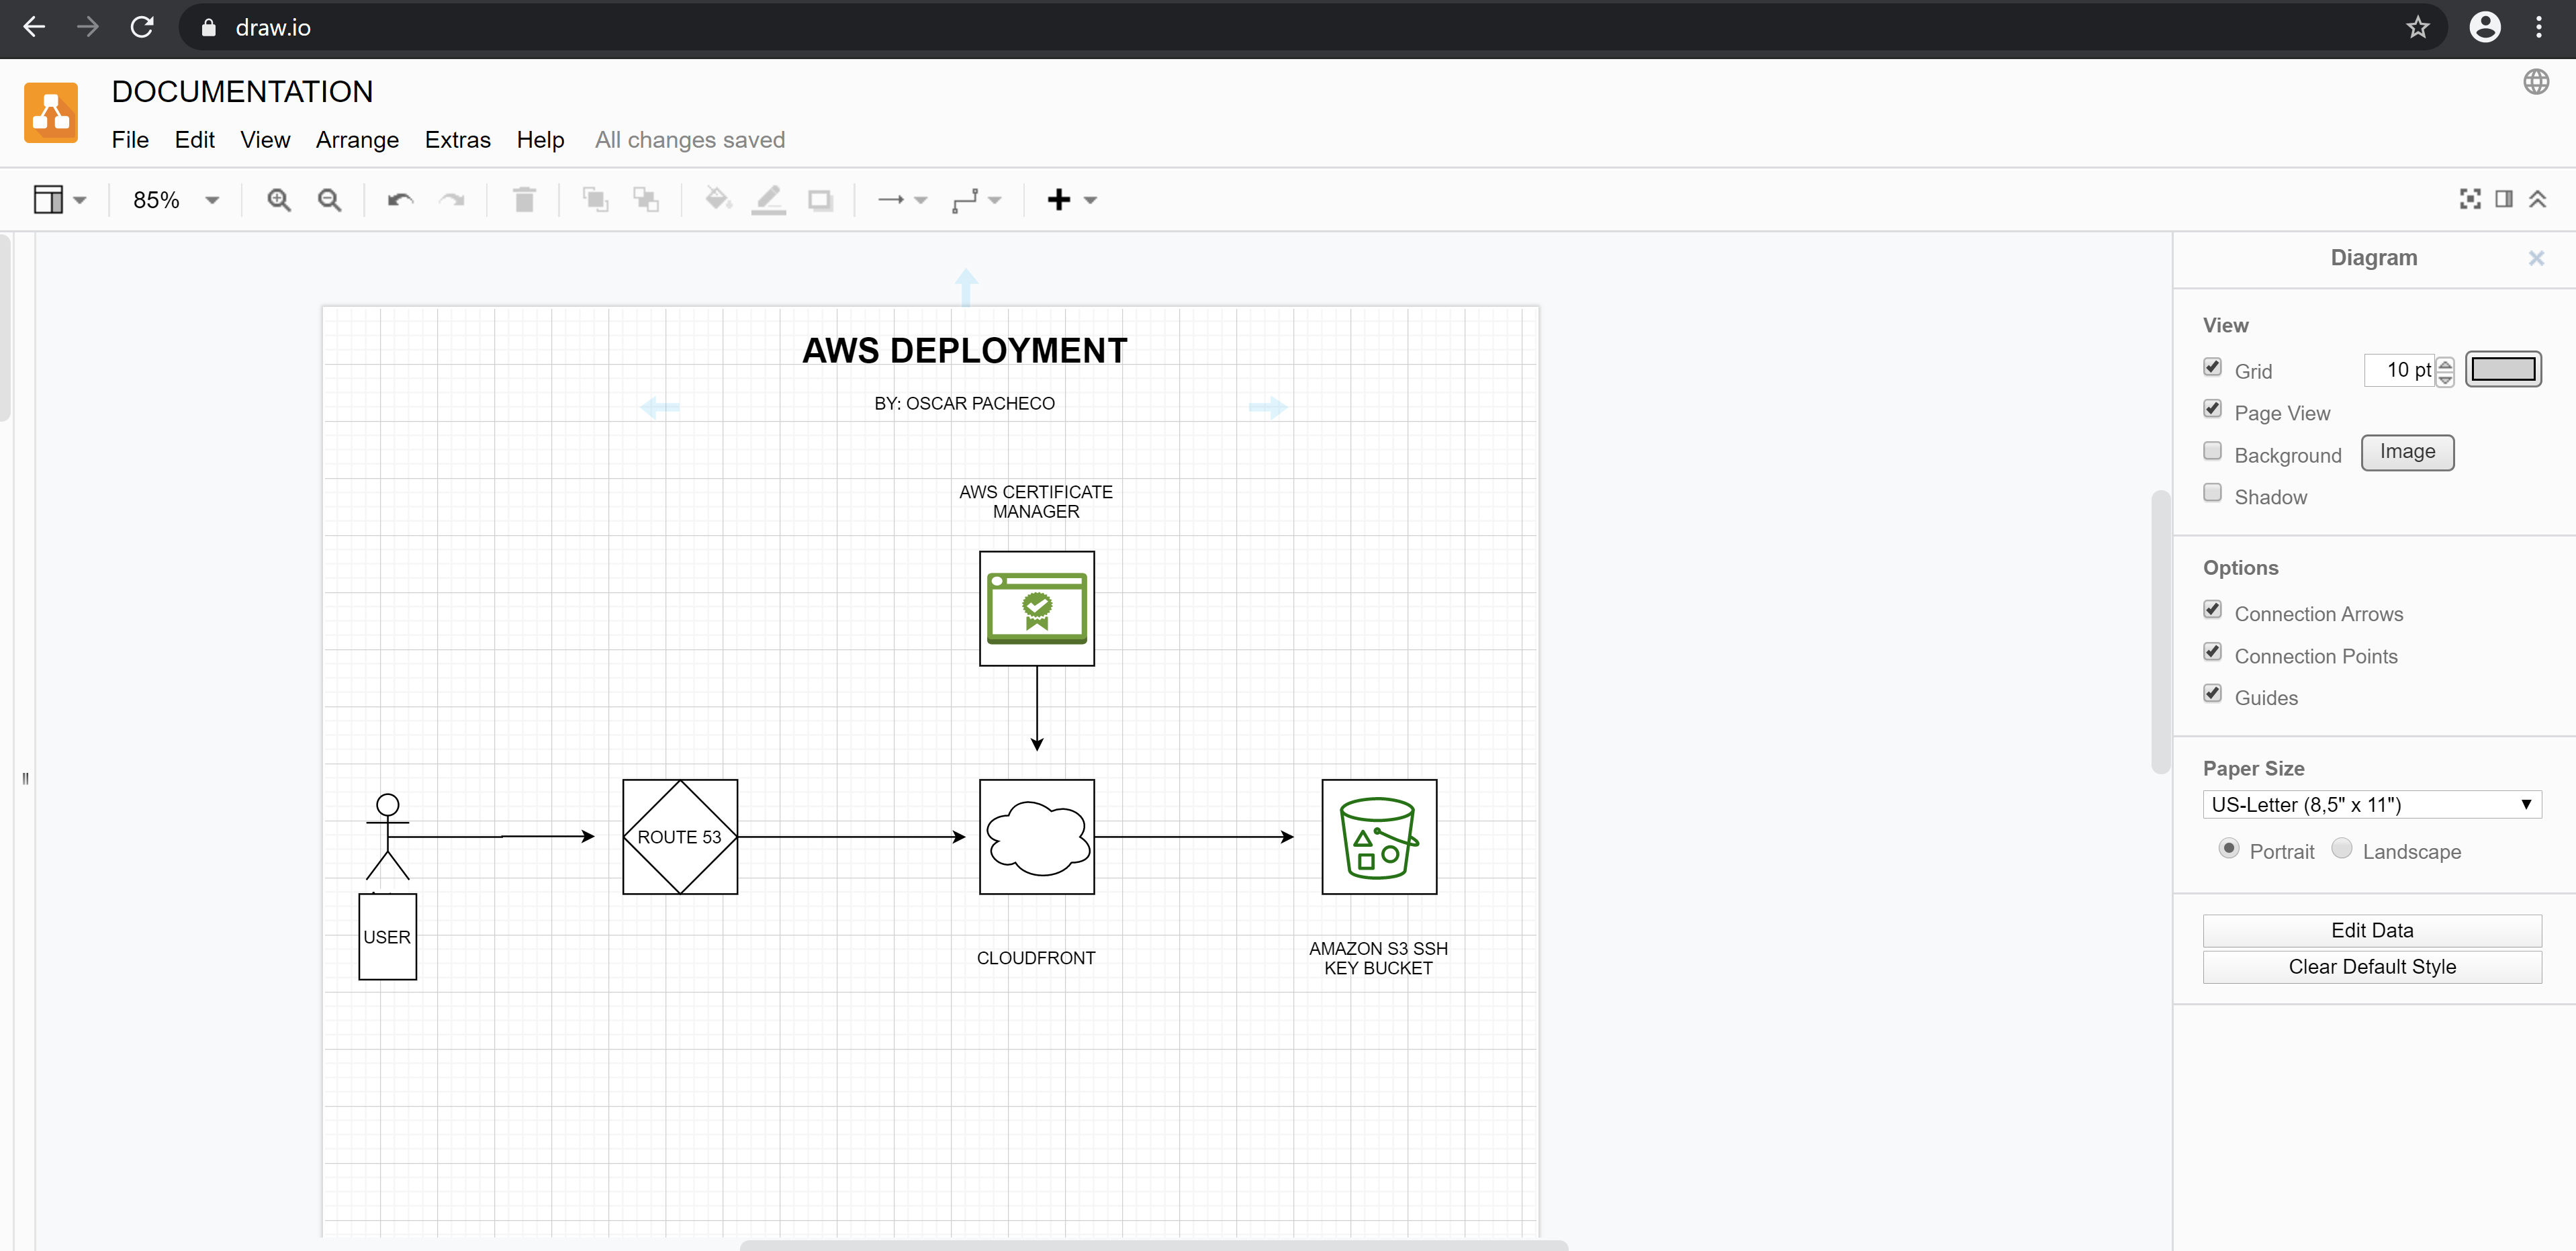 draw.io
DOCUMENTATION
File Edit View Arrange Extras Help All changes saved
85%
Diagram
AWS DEPLOYMENT
BY: OSCAR PACHECO
AWS CERTIFICATE
MANAGER
ROUTE 53
USER
CLOUDFRONT
AMAZON S3 SSH
KEY BUCKET
View
Grid 10 pt
Page View
Background Image
Shadow
Options
Connection Arrows
Connection Points
Guides
Paper Size
US-Letter (8,5" x 11")
Portrait Landscape
Edit Data
Clear Default Style